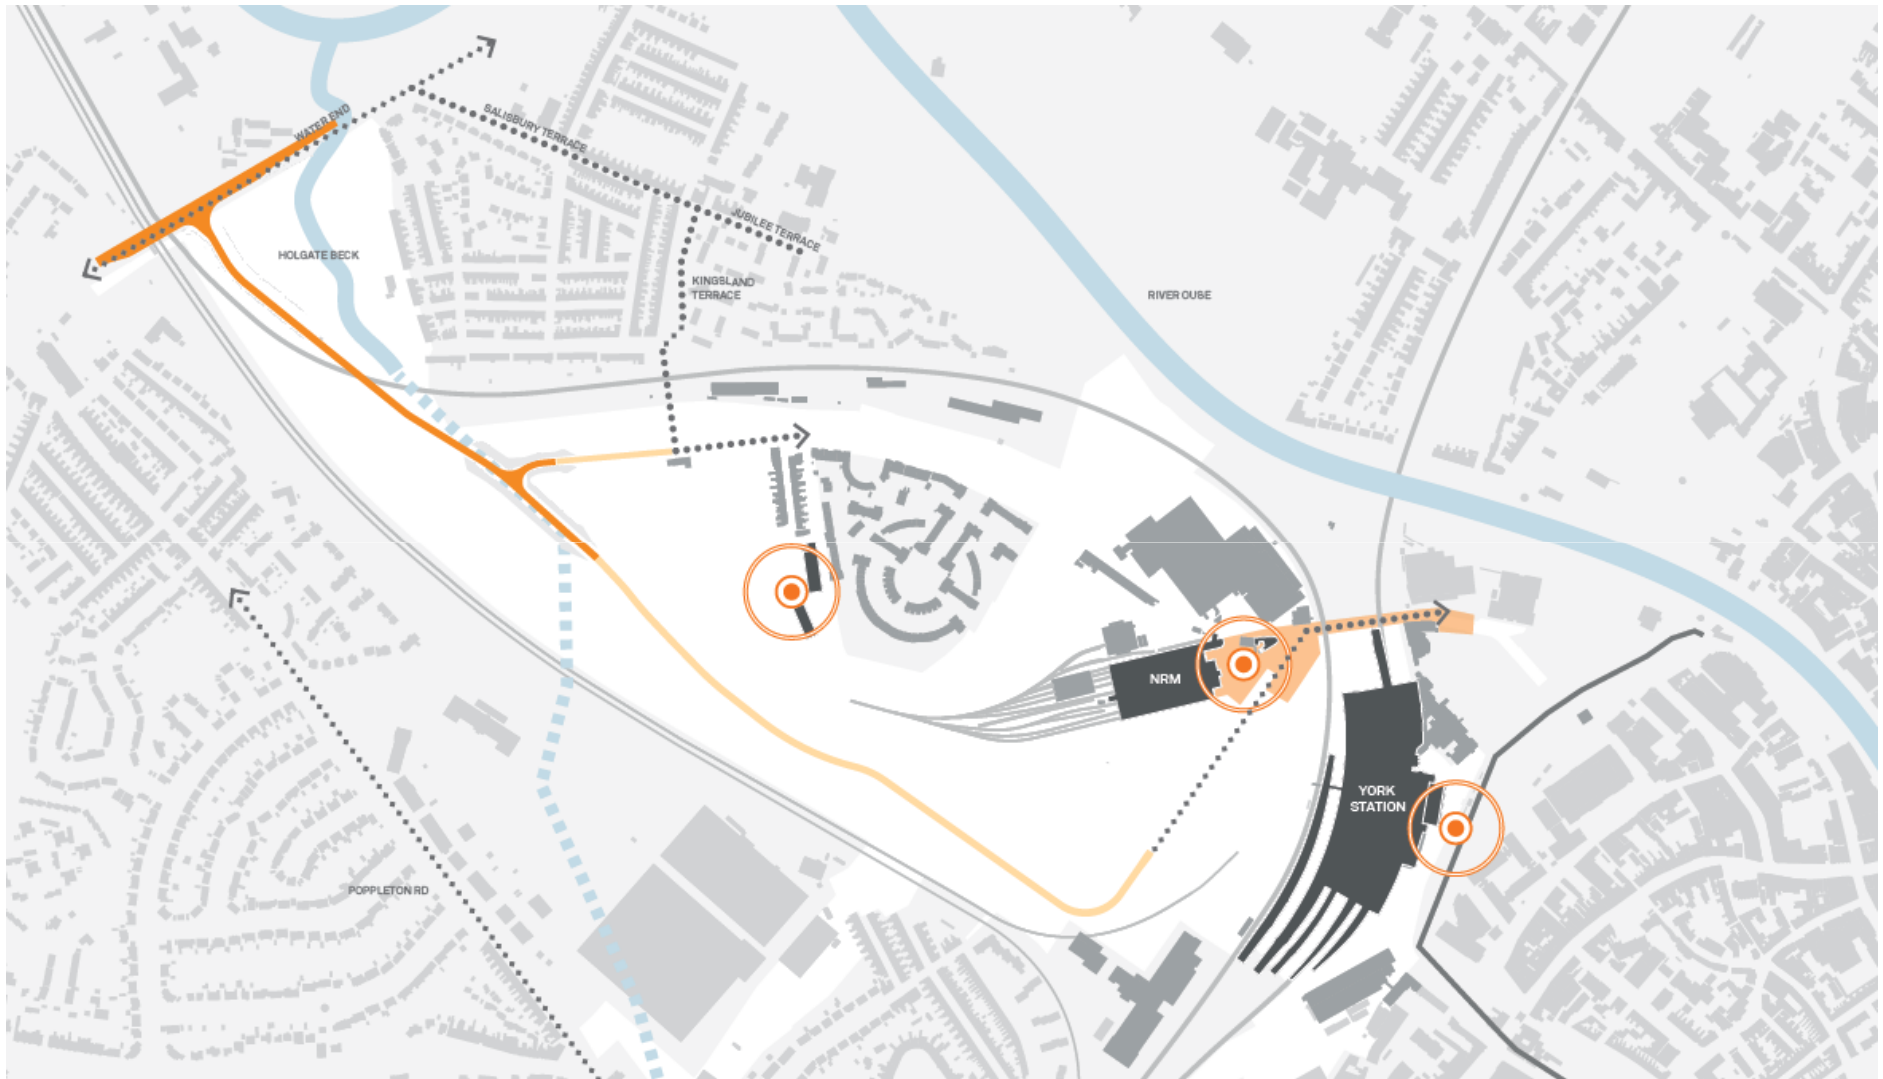 WATER END
SALISBURY TERRACE
JUBILEE TERRACE
HOLGATE BECK
KINGSLAND
TERRACE
RIVER OUSE
NRM
YORK
STATION
POPPLETON RD